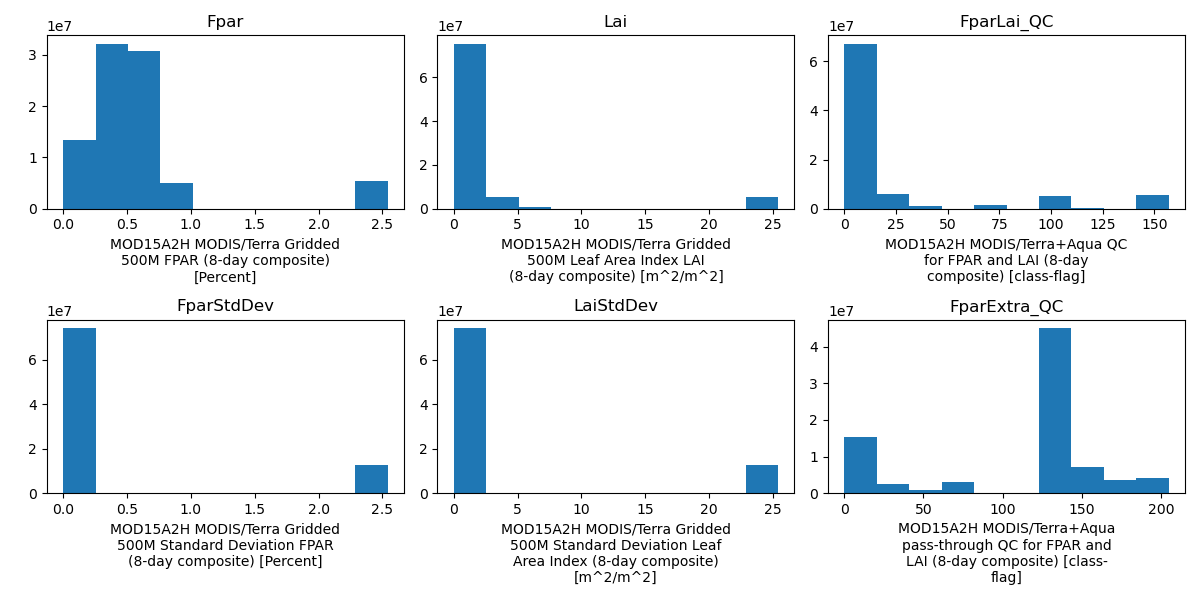 Fpar
1e7
3
2
1
0
0.0 0.5 1.0 1.5 2.0 2.5
MOD15A2H MODIS/Terra Gridded
500M FPAR (8-day composite)
[Percent]
Lai
1e7
6
4
2
0
0 5 10 15 20 25
MOD15A2H MODIS/Terra Gridded
500M Leaf Area Index LAI
(8-day composite) [m^2/m^2]
FparLai_QC
1e7
6
4
2
0
0 25 50 75 100 125 150
MOD15A2H MODIS/Terra+Aqua QC
for FPAR and LAI (8-day
composite) [class-flag]
FparStdDev
1e7
6
4
2
0
0.0 0.5 1.0 1.5 2.0 2.5
MOD15A2H MODIS/Terra Gridded
500M Standard Deviation FPAR
(8-day composite) [Percent]
LaiStdDev
1e7
6
4
2
0
0 5 10 15 20 25
MOD15A2H MODIS/Terra Gridded
500M Standard Deviation Leaf
Area Index (8-day composite)
[m^2/m^2]
FparExtra_QC
1e7
4
3
2
1
0
0 50 100 150 200
MOD15A2H MODIS/Terra+Aqua
pass-through QC for FPAR and
LAI (8-day composite) [class-
flag]